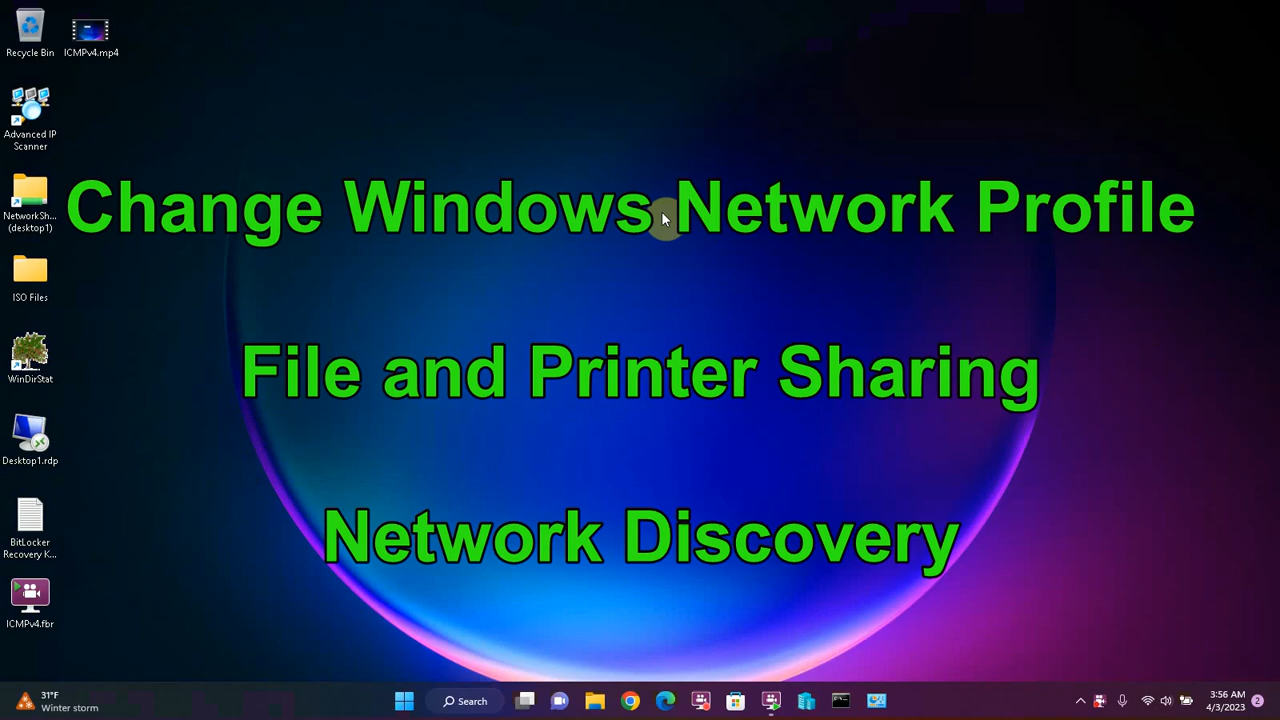 Recycle Bin
ICMPv4.mp4
Advanced IP
Scanner
NetworkSh...
(desktop1)
ISO Files
WinDirStat
Desktop1.rdp
BitLocker
Recovery K...
ICMPv4.fbr
Change Windows Network Profile
File and Printer Sharing
Network Discovery
31°F
Winter storm
Search
3:56 AM
4/3/2023
2